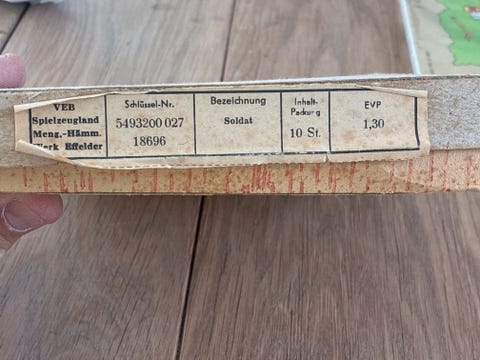 VEB
Spielzeugland
Meng.-Hämm.
Werk Effelder
Schlüssel-Nr.
5493200 027
18696
Bezeichnung
Soldat
Inhalt-
Packung
10 St.
EVP
1,30